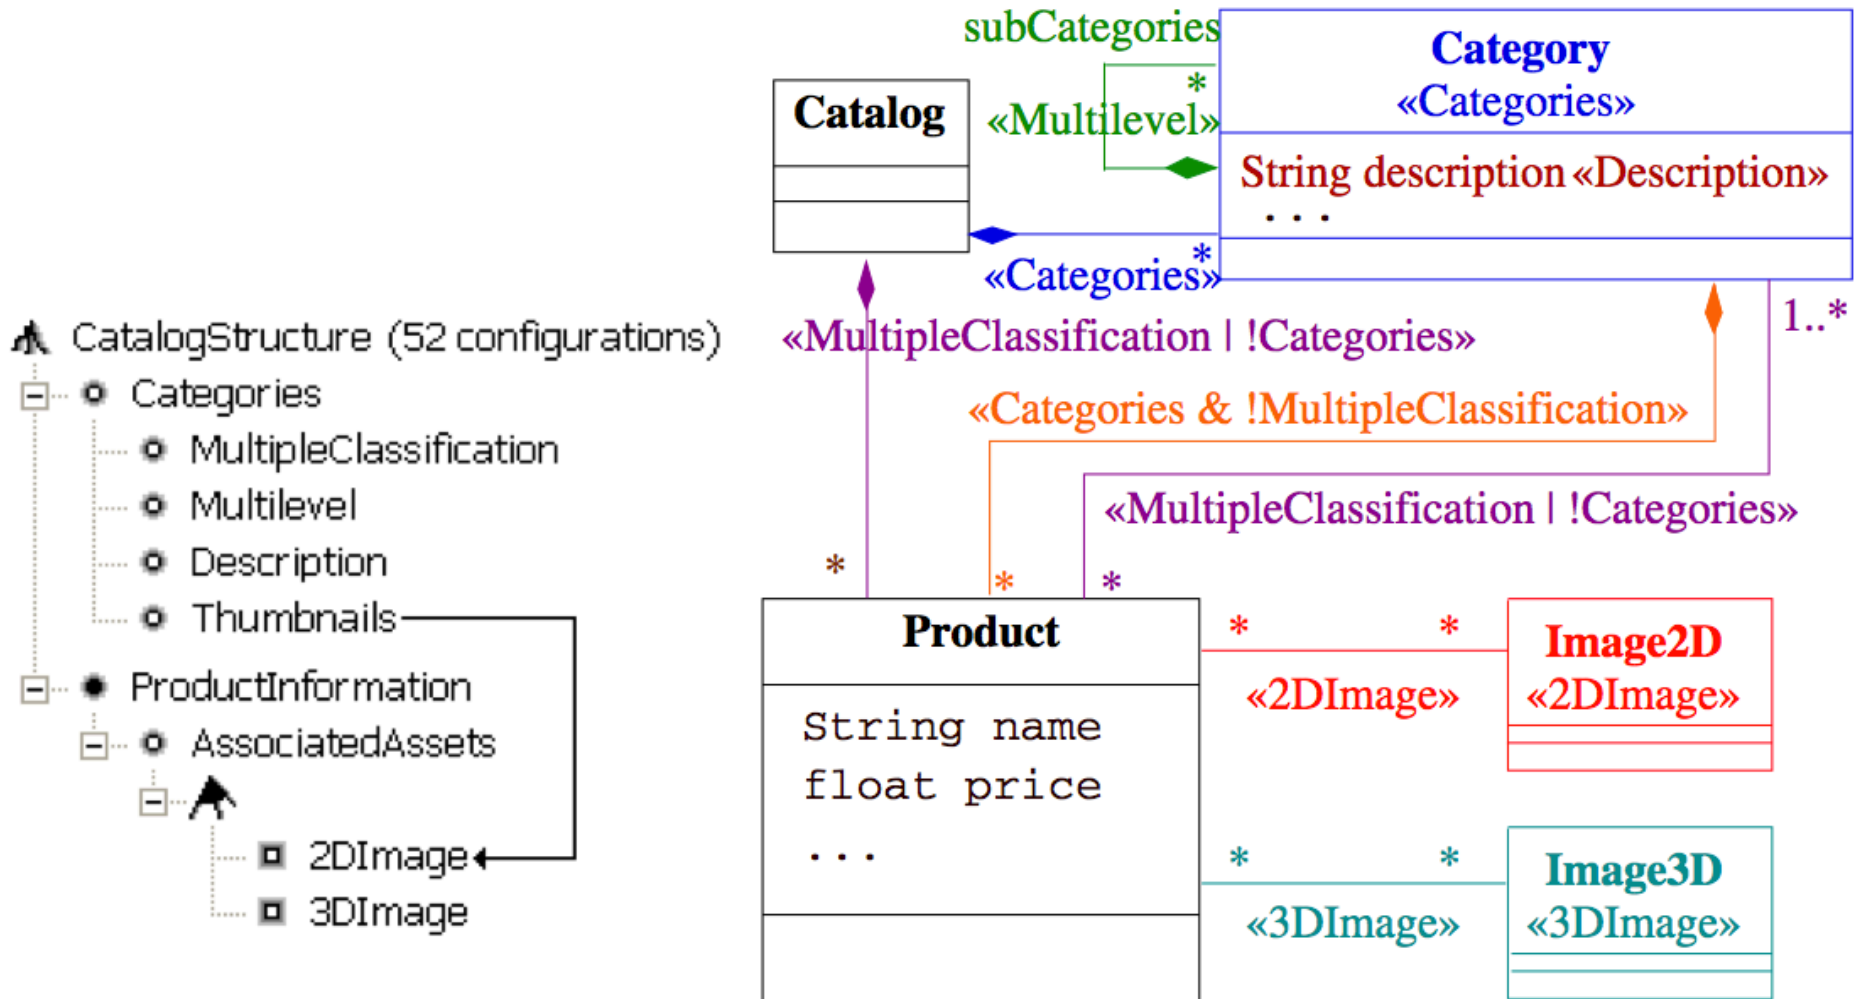 CatalogStructure (52 configurations)
Categories
MultipleClassification
Multilevel
Description
Thumbnails
ProductInformation
AssociatedAssets
2DImage
3DImage
subCategories
*
«Multilevel»
Catalog
Category
«Categories»
String description «Description»
...
*
«Categories»
«MultipleClassification | !Categories»
1..*
«Categories & !MultipleClassification»
«MultipleClassification | !Categories»
*
*
*
Product
String name
float price
...
* *
«2DImage»
Image2D
«2DImage»
* *
«3DImage»
Image3D
«3DImage»